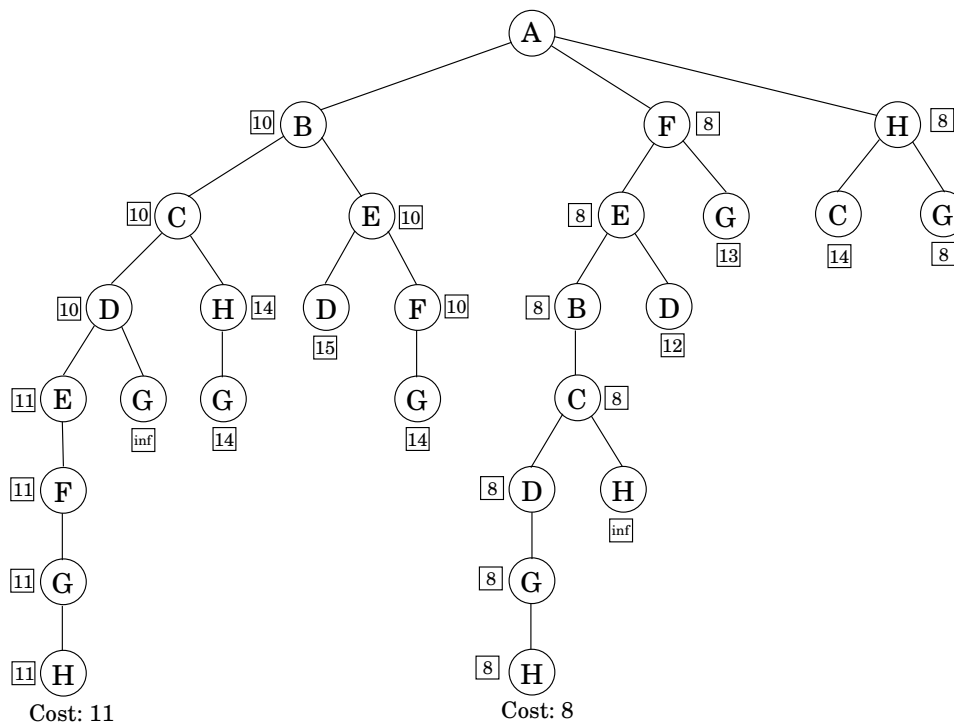 A
10 B F 8 H 8
10 C E 10 8 E G C G
13 14 8
10 D H 14 D F 10 8 B D
15 12
11 E G G G C 8
inf 14 14
11 F 8 D H
inf
11 G 8 G
11 H 8 H
Cost: 11 Cost: 8